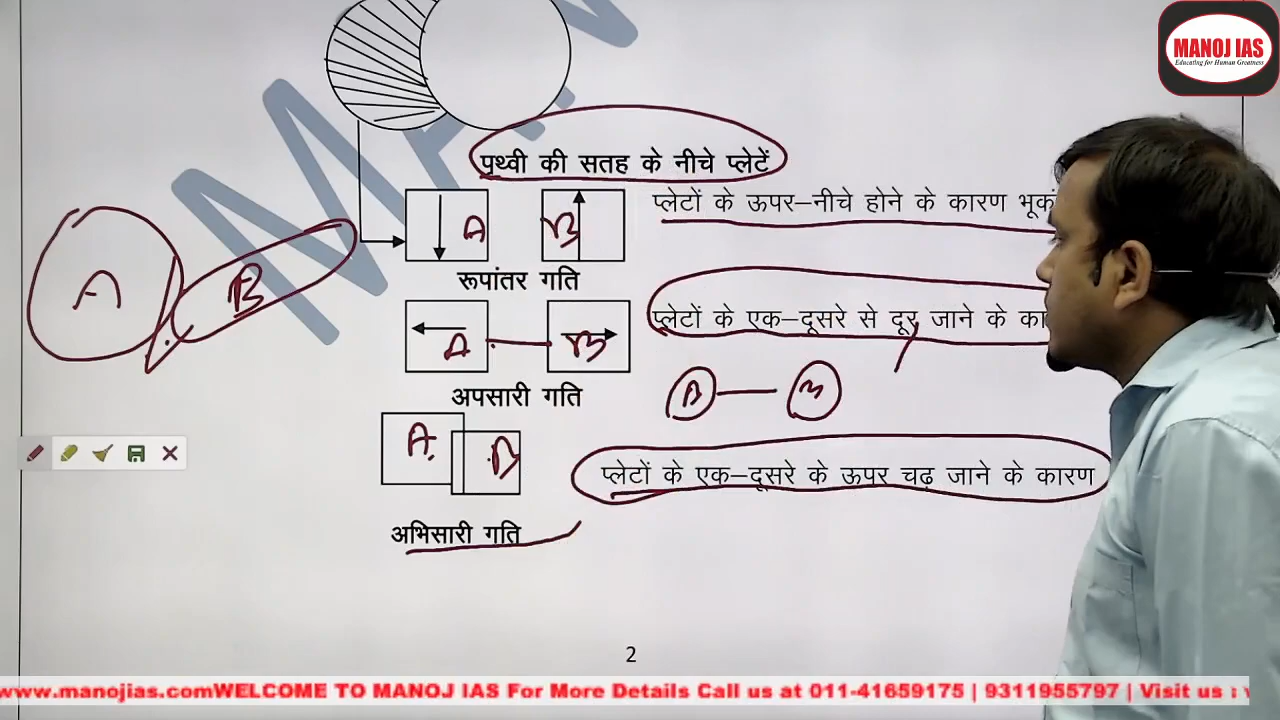 MANOJ IAS
Educating for Human Greatness
पृथ्वी की सतह के नीचे प्लेटें
प्लेटों के ऊपर–नीचे होने के कारण
A
B
रूपांतर गति
A
B
प्लेटों के एक–दूसरे से दूर जाने के
A
B
अपसारी गति
B
A
B
प्लेटों के एक–दूसरे के ऊपर चढ़ जाने के कारण
अभिसारी गति
2
www.manojias.comWELCOME TO MANOJ IAS For More Details Call us at 011-41659175 | 9311955797 | Visit us :